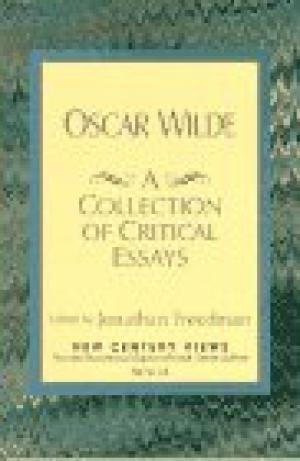 OSCAR WILDE
A
COLLECTION
OF CRITICAL
ESSAYS
Edited by Jonathan Freedman
NEW CENTURY VIEWS